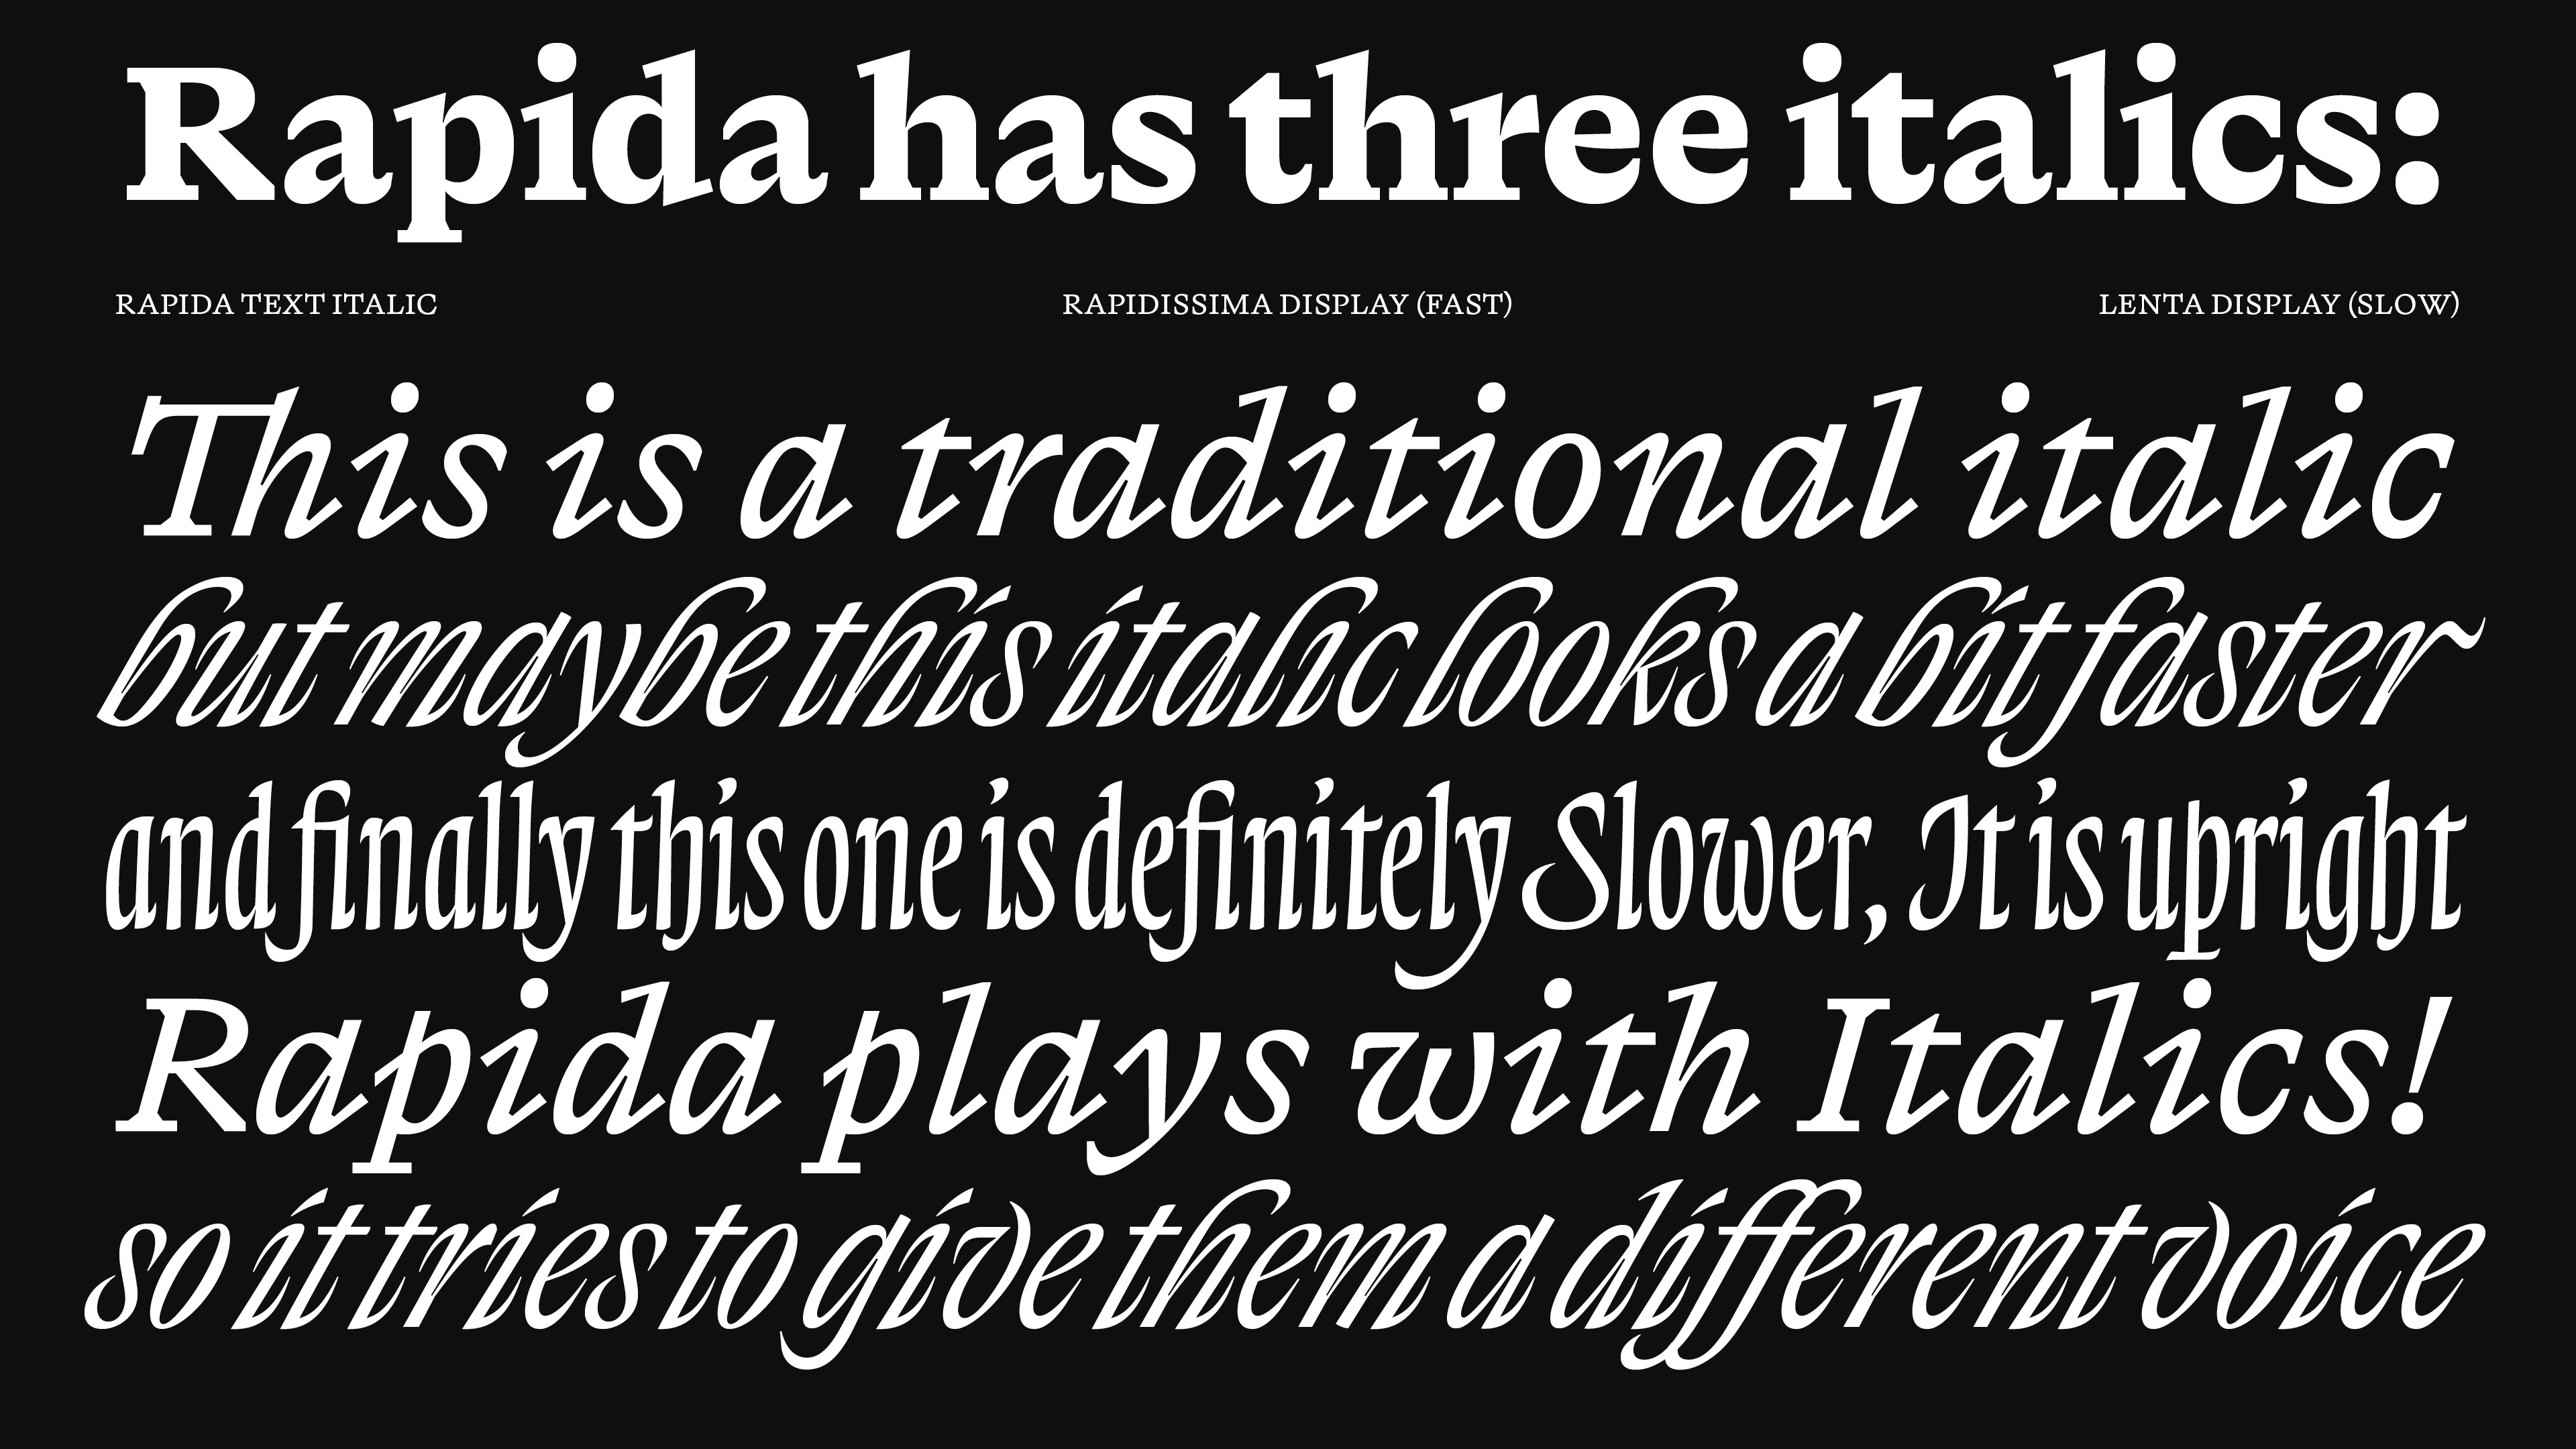 Rapida has three italics:
RAPIDA TEXT ITALIC RAPIDISSIMA DISPLAY (FAST) LENTA DISPLAY (SLOW)
This is a traditional italic
but maybe this italic looks a bit faster
and finally this one is definitely Slower, It is upright
Rapida plays with Italics!
so it tries to give them a different voice